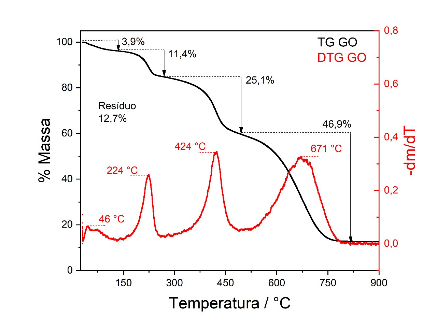 TG GO
DTG GO
3.9%
11,4%
25,1%
46,9%
Resíduo
12.7%
46 °C
224 °C
424 °C
671 °C
% Massa
100
80
60
40
20
0
-dm/dT
0,8
0,6
0,4
0,2
0,0
150
300
450
600
750
900
Temperatura / °C